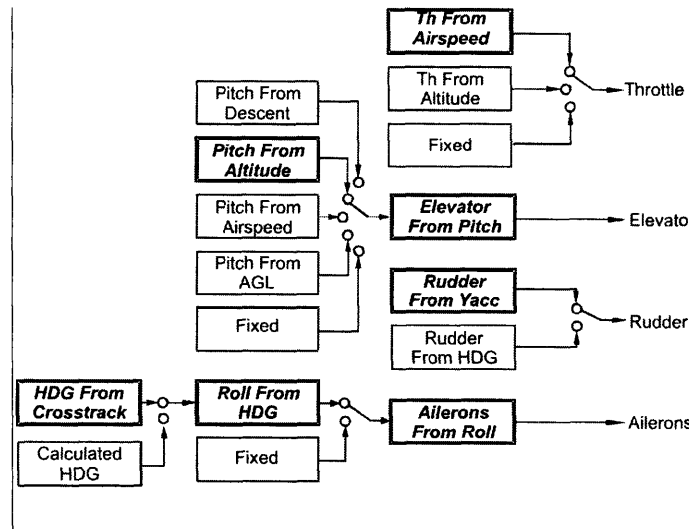 Th From
Airspeed
Th From
Altitude
Throttle
Fixed
Pitch From
Descent
Pitch From
Altitude
Pitch From
Airspeed
Pitch From
AGL
Fixed
Elevator
From Pitch
Elevato
Rudder
From Yacc
Rudder
From HDG
Rudder
HDG From
Crosstrack
Calculated
HDG
Roll From
HDG
Fixed
Ailerons
From Roll
Ailerons